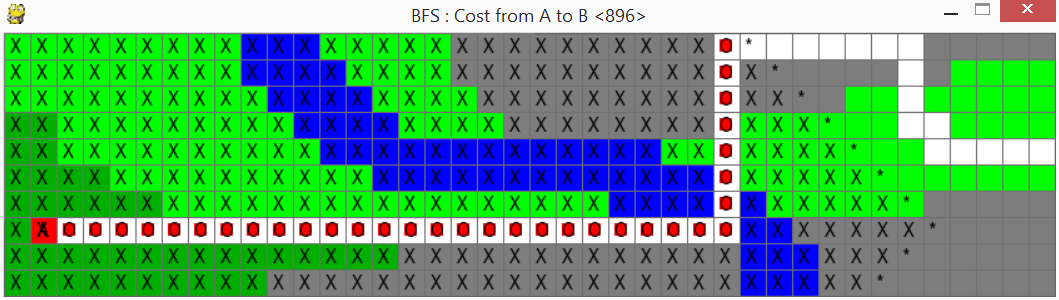 BFS : Cost from A to B <896>
X X X X X X X X X X X X X X X X X X X X X X X X X X X O *
X X X X X X X X X X X X X X X X X X X X X X X X X X X O X *
X X X X X X X X X X X X X X X X X X X X X X X X X X X O X X *
X X X X X X X X X X X X X X X X X X X X X X X X X X X O X X X *
X X X X X X X X X X X X X X X X X X X X X X X X X X X O X X X X *
X X X X X X X X X X X X X X X X X X X X X X X X X X X O X X X X X *
X X X X X X X X X X X X X X X X X X X X X X X X X X X O X X X X X X *
X X O O O O O O O O O O O O O O O O O O O O O O O O O O X X X X X X X *
X X X X X X X X X X X X X X X X X X X X X X X X X X X X X X X X X X *
X X X X X X X X X X X X X X X X X X X X X X X X X X X X X X X X X *